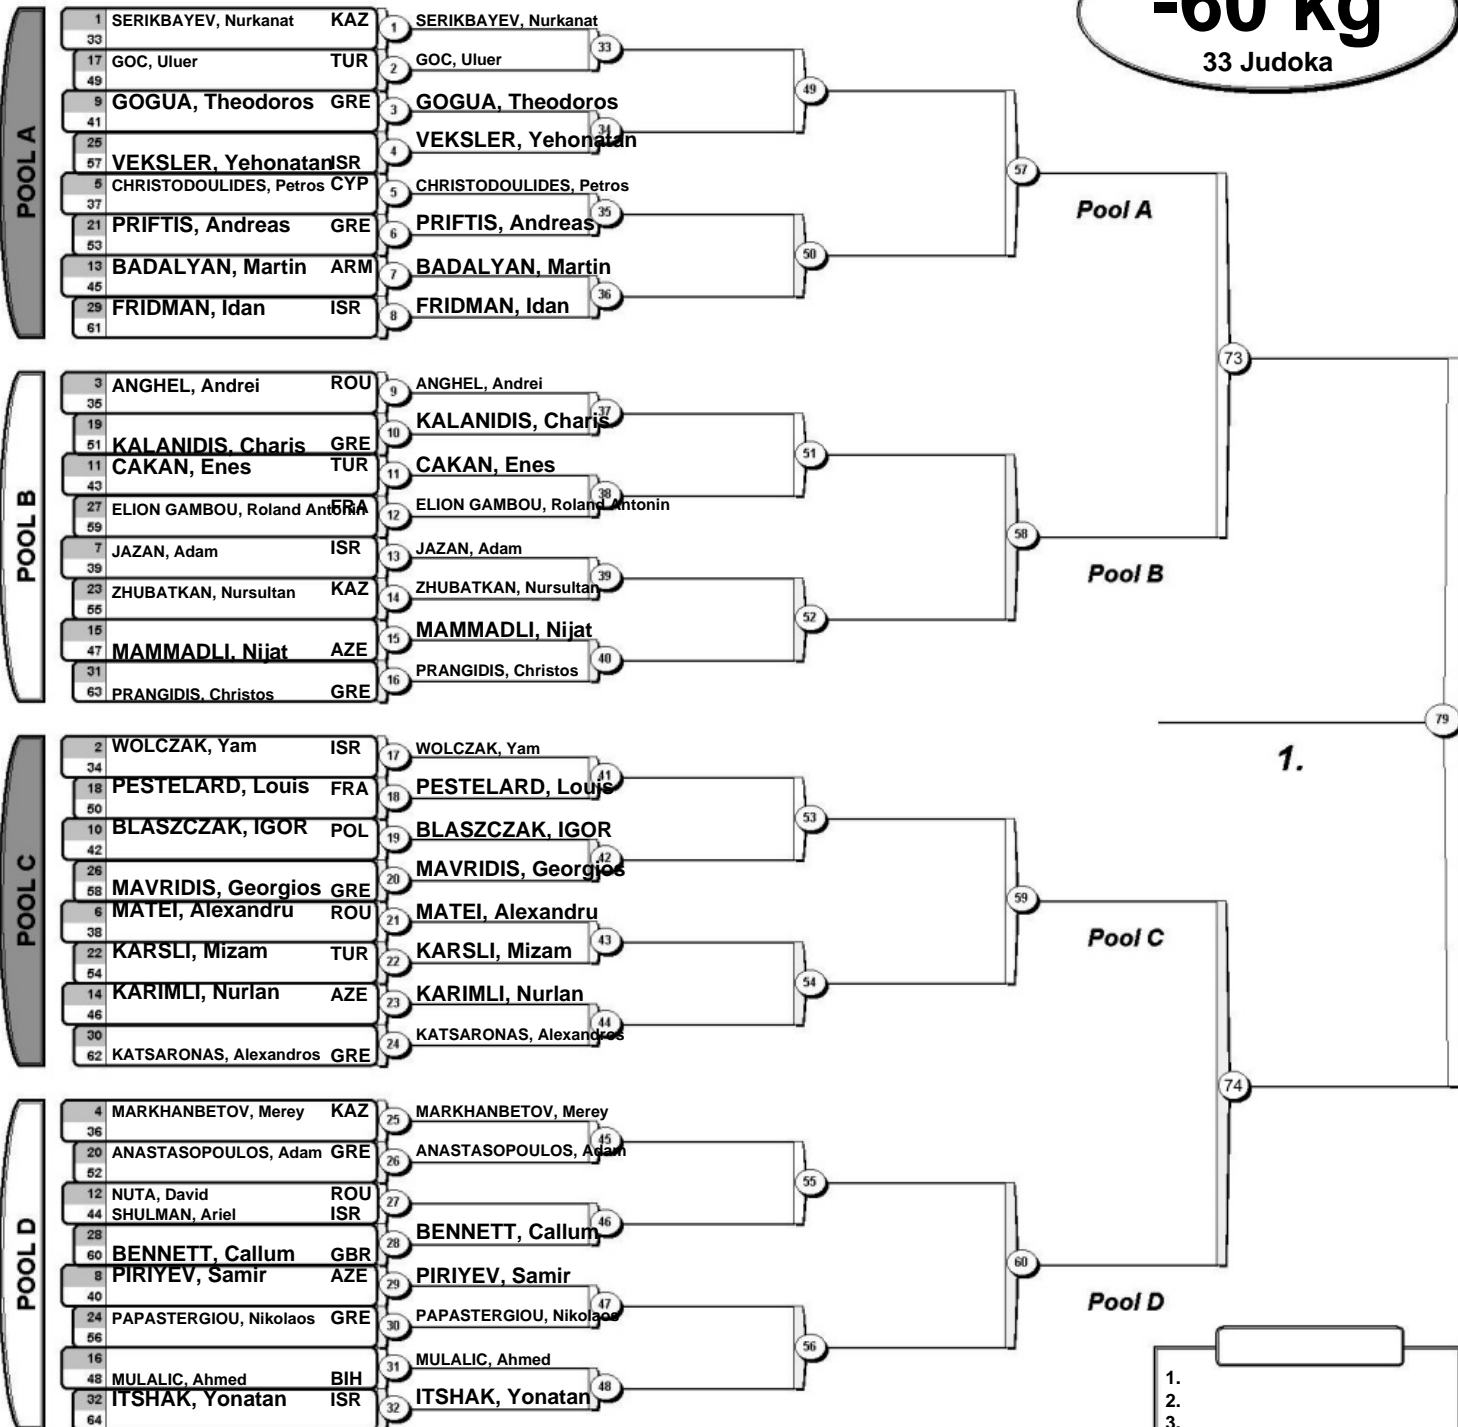 -60 kg
33 Judoka
POOL A
1 SERIKBAYEV, Nurkanat KAZ 1 SERIKBAYEV, Nurkanat
33
33
17 GOC, Uluer TUR 2 GOC, Uluer
49
49
9 GOGUA, Theodoros GRE 3 GOGUA, Theodoros
41
34
25
57 VEKSLER, Yehonatan ISR 4 VEKSLER, Yehonatan
57
5 CHRISTODOULIDES, Petros CYP 5 CHRISTODOULIDES, Petros
37
35
21 PRIFTIS, Andreas GRE 6 PRIFTIS, Andreas
53
50
13 BADALYAN, Martin ARM 7 BADALYAN, Martin
45
36
29 FRIDMAN, Idan ISR 8 FRIDMAN, Idan
61
Pool A
73
POOL B
3 ANGHEL, Andrei ROU 9 ANGHEL, Andrei
35
37
19
51 KALANIDIS, Charis GRE 10 KALANIDIS, Charis
51
11 CAKAN, Enes TUR 11 CAKAN, Enes
43
38
27 ELION GAMBOU, Roland Antonin FRA 12 ELION GAMBOU, Roland Antonin
59
58
7 JAZAN, Adam ISR 13 JAZAN, Adam
39
39
23 ZHUBATKAN, Nursultan KAZ 14 ZHUBATKAN, Nursultan
55
52
15
47 MAMMADLI, Nijat AZE 15 MAMMADLI, Nijat
40
31
63 PRANGIDIS, Christos GRE 16 PRANGIDIS, Christos
Pool B
79
1.
POOL C
2 WOLCZAK, Yam ISR 17 WOLCZAK, Yam
34
41
18 PESTELARD, Louis FRA 18 PESTELARD, Louis
50
53
10 BLASZCZAK, IGOR POL 19 BLASZCZAK, IGOR
42
42
26
58 MAVRIDIS, Georgios GRE 20 MAVRIDIS, Georgios
59
6 MATEI, Alexandru ROU 21 MATEI, Alexandru
38
43
22 KARSLI, Mizam TUR 22 KARSLI, Mizam
54
54
14 KARIMLI, Nurlan AZE 23 KARIMLI, Nurlan
46
44
30
62 KATSARONAS, Alexandros GRE 24 KATSARONAS, Alexandros
Pool C
74
POOL D
4 MARKHANBETOV, Merey KAZ 25 MARKHANBETOV, Merey
36
45
20 ANASTASOPOULOS, Adam GRE 26 ANASTASOPOULOS, Adam
52
55
12 NUTA, David ROU 27
44 SHULMAN, Ariel ISR
46
28
60 BENNETT, Callum GBR 28 BENNETT, Callum
60
8 PIRIYEV, Samir AZE 29 PIRIYEV, Samir
40
47
24 PAPASTERGIOU, Nikolaos GRE 30 PAPASTERGIOU, Nikolaos
56
56
16
48 MULALIC, Ahmed BIH 31 MULALIC, Ahmed
48
32 ITSHAK, Yonatan ISR 32 ITSHAK, Yonatan
64
Pool D
1.
2.
3.